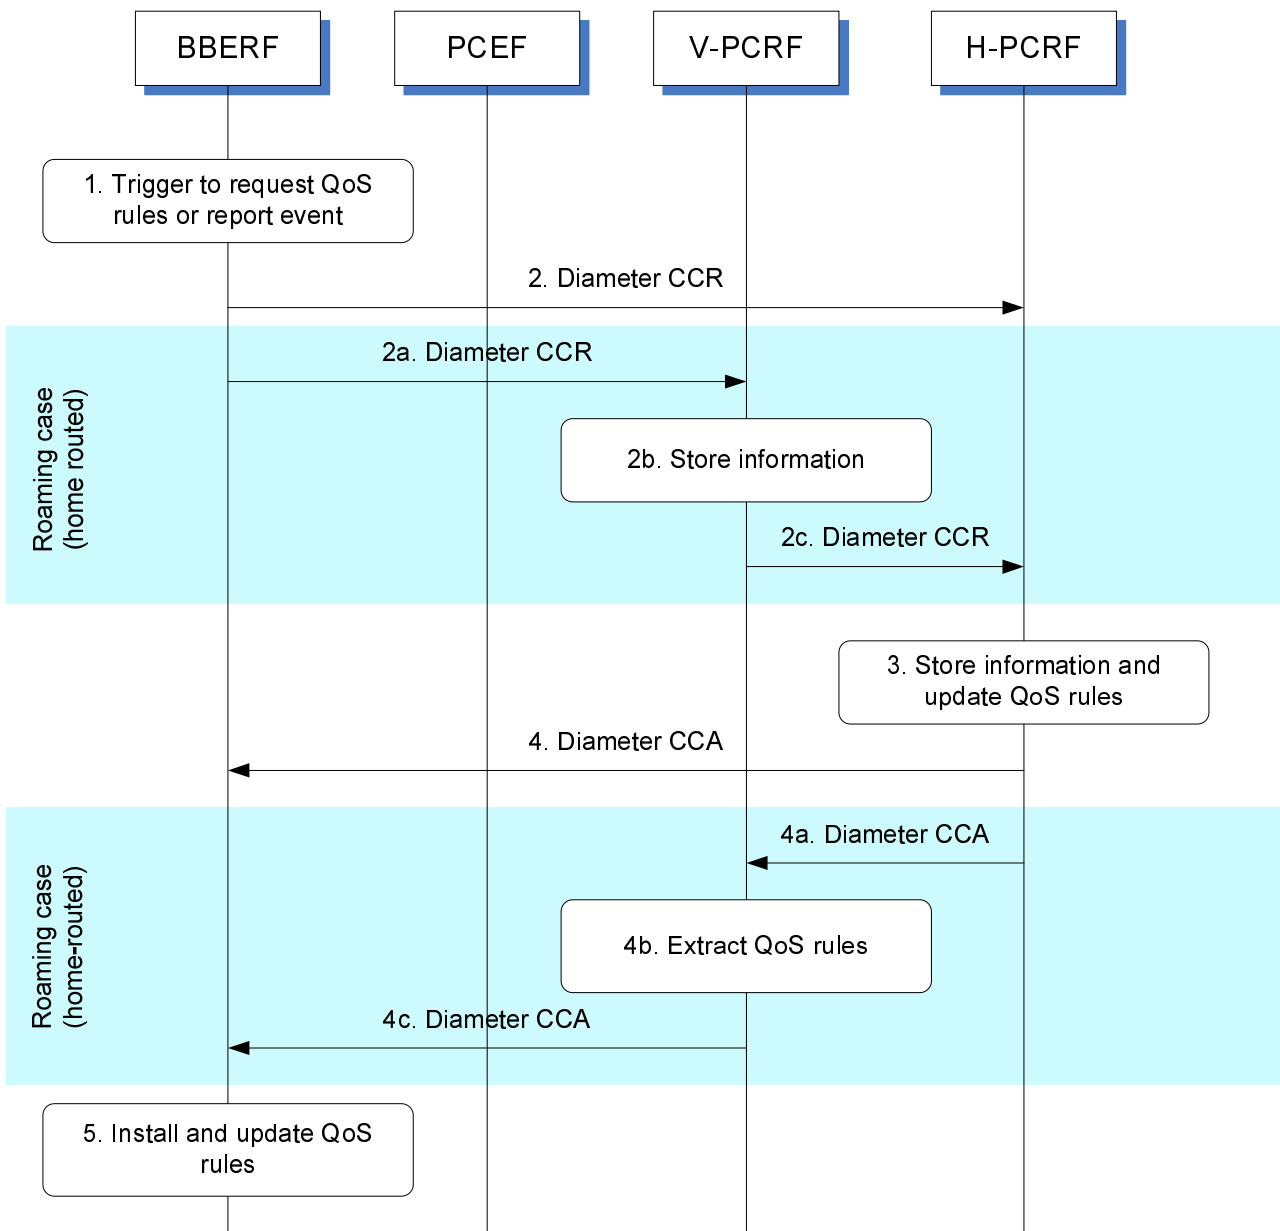 BBERF
PCEF
V-PCRF
H-PCRF
1. Trigger to request QoS
rules or report event
2. Diameter CCR
2a. Diameter CCR
Roaming case
(home routed)
2b. Store information
2c. Diameter CCR
3. Store information and
update QoS rules
4. Diameter CCA
4a. Diameter CCA
Roaming case
(home-routed)
4b. Extract QoS rules
4c. Diameter CCA
5. Install and update QoS
rules